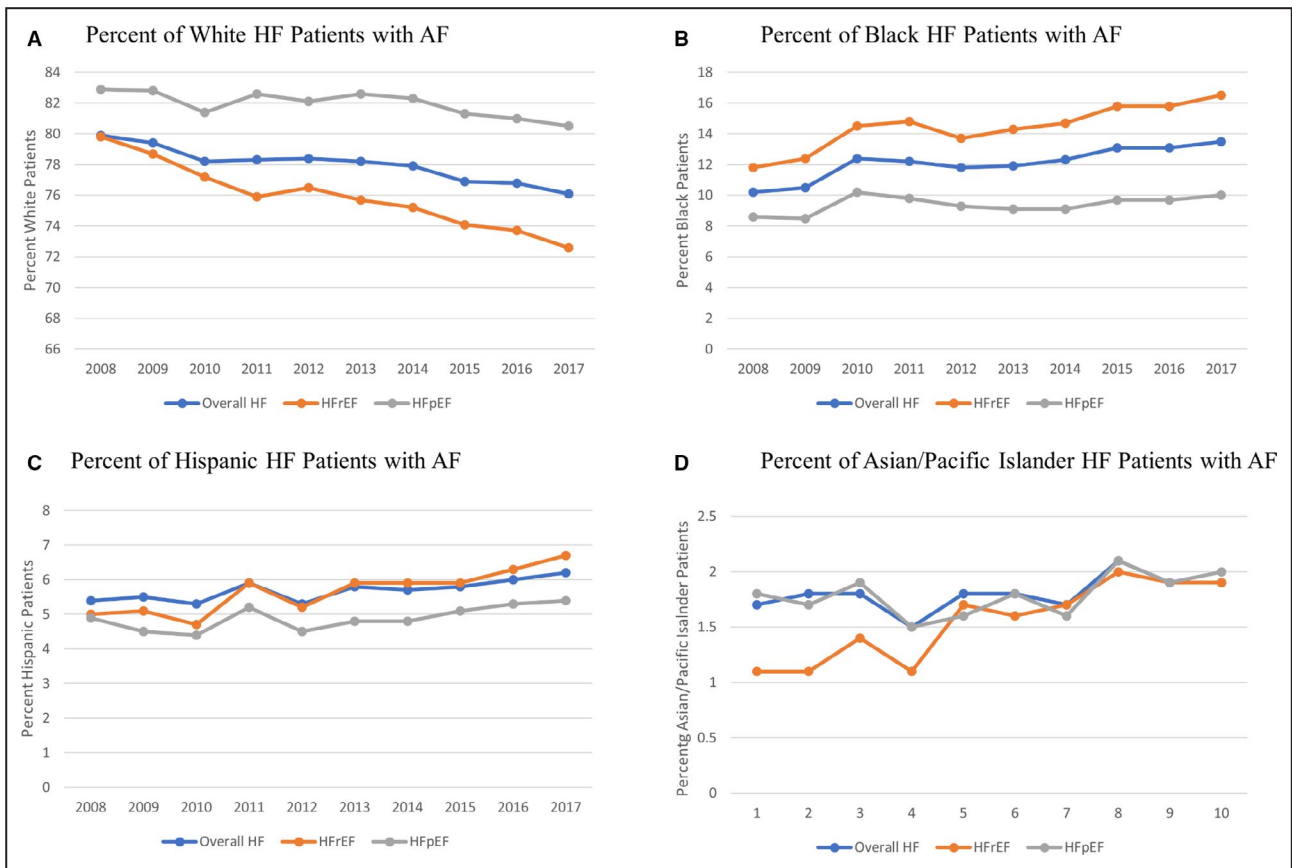 A Percent of White HF Patients with AF
Percent White Patients
84
82
80
78
76
74
72
70
68
66
2008 2009 2010 2011 2012 2013 2014 2015 2016 2017
Overall HF HFrEF HFpEF
B Percent of Black HF Patients with AF
Percent Black Patients
18
16
14
12
10
8
6
4
2
0
2008 2009 2010 2011 2012 2013 2014 2015 2016 2017
Overall HF HFrEF HFpEF
C Percent of Hispanic HF Patients with AF
Percent Hispanic Patients
8
7
6
5
4
3
2
1
0
2008 2009 2010 2011 2012 2013 2014 2015 2016 2017
Overall HF HFrEF HFpEF
D Percent of Asian/Pacific Islander HF Patients with AF
Percentg Asian/Pacific Isalnder Patients
2.5
2
1.5
1
0.5
0
1 2 3 4 5 6 7 8 9 10
Overall HF HFrEF HFpEF